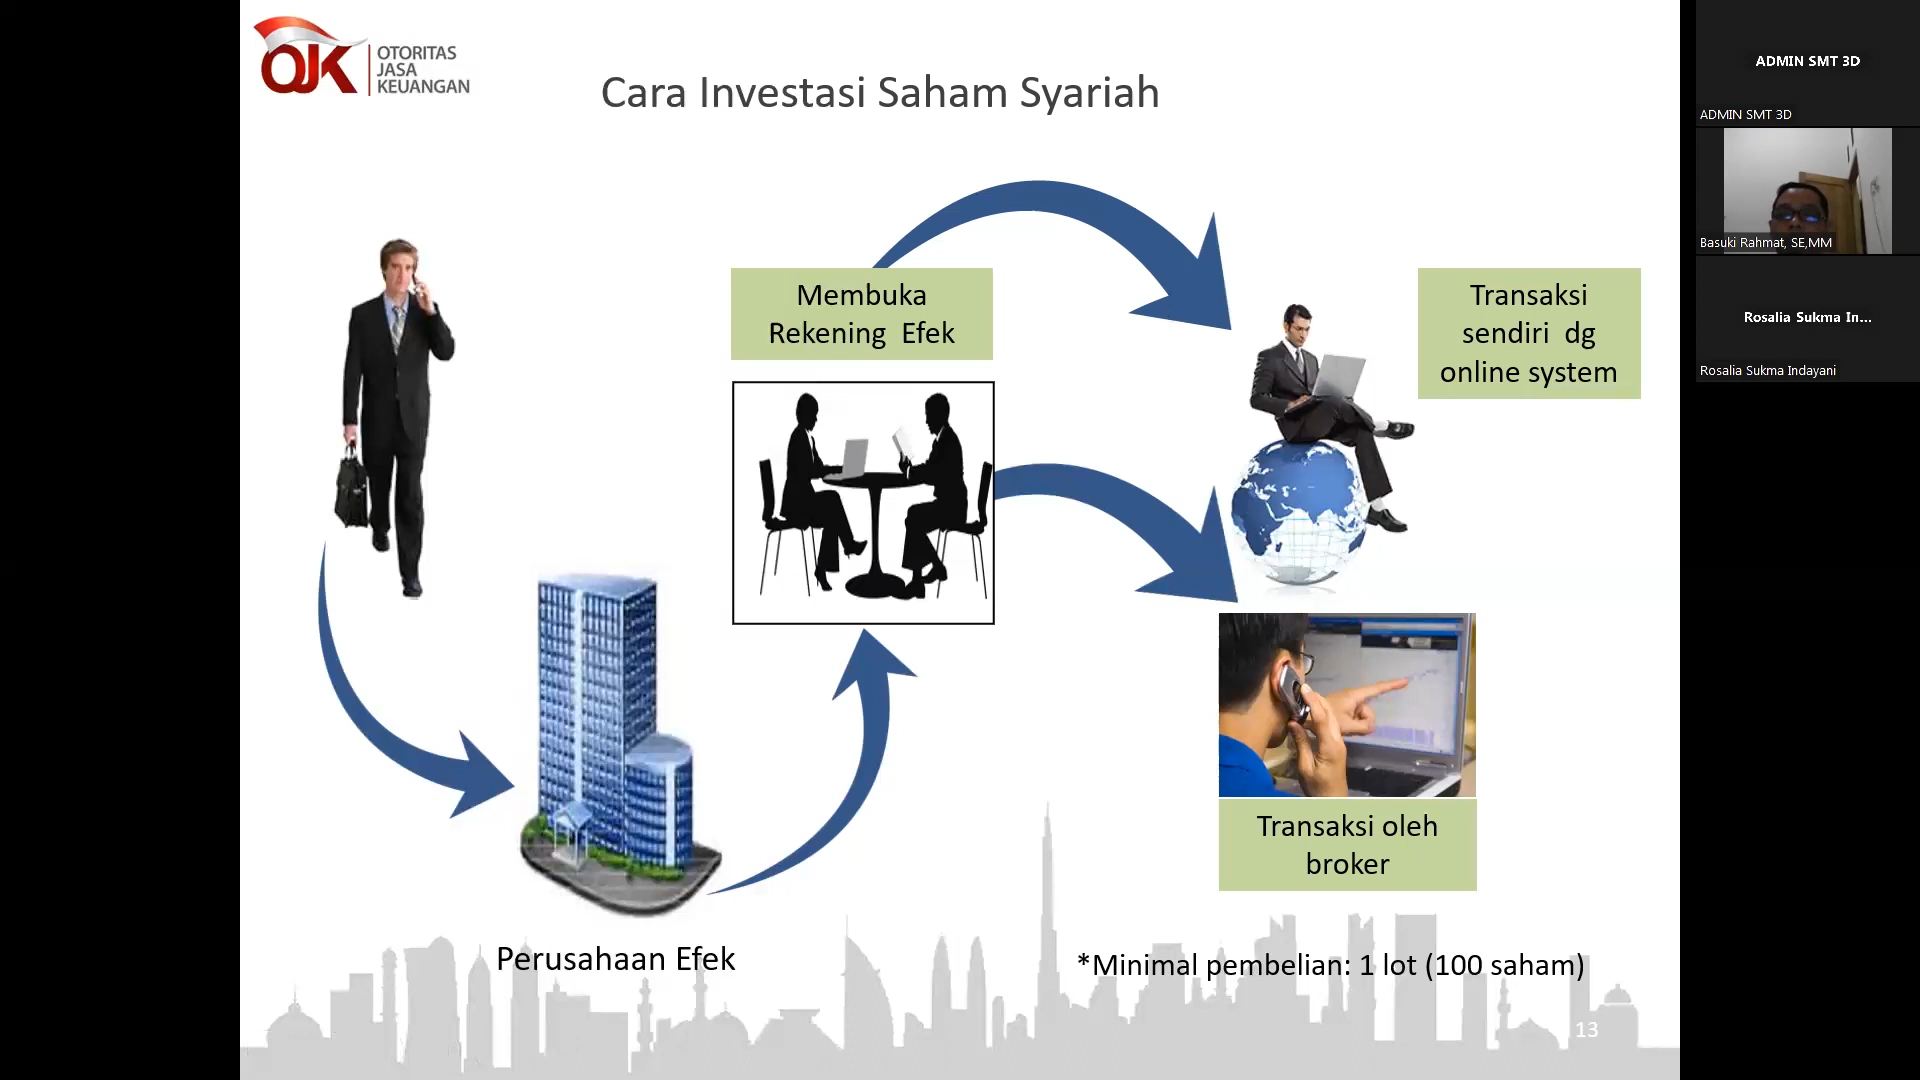 OJK
OTORITAS
JASA
KEUANGAN
Cara Investasi Saham Syariah
Membuka
Rekening Efek
Transaksi
sendiri dg
online system
Transaksi oleh
broker
Perusahaan Efek
*Minimal pembelian: 1 lot (100 saham)
13
ADMIN SMT 3D
ADMIN SMT 3D
Basuki Rahmat, SE,MM
Rosalia Sukma In...
Rosalia Sukma Indayani